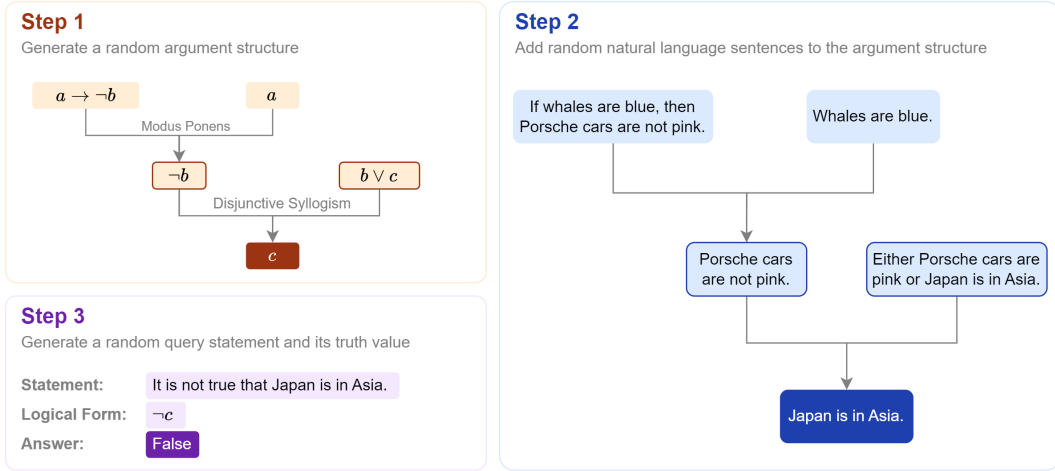 Step 1
Generate a random argument structure
a → ¬b
a
Modus Ponens
¬b
b ∨ c
Disjunctive Syllogism
c
Step 2
Add random natural language sentences to the argument structure
If whales are blue, then
Porsche cars are not pink.
Whales are blue.
Porsche cars
are not pink.
Either Porsche cars are
pink or Japan is in Asia.
Japan is in Asia.
Step 3
Generate a random query statement and its truth value
Statement: It is not true that Japan is in Asia.
Logical Form: ¬c
Answer: False